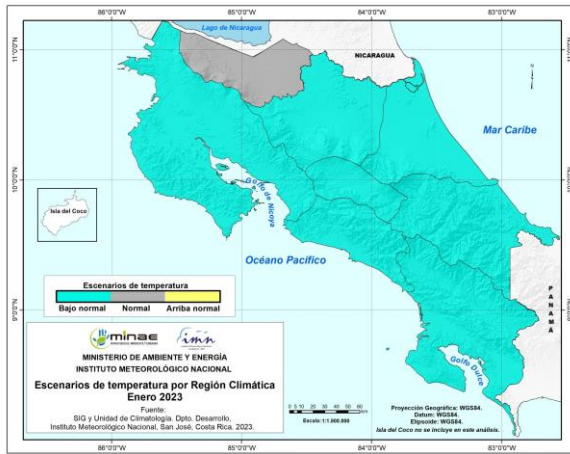 86°0'0"W
85°0'0"W
84°0'0"W
83°0'0"W
Lago de Nicaragua
NICARAGUA
11°0'0"N
Mar Caribe
10°0'0"N
Golfo de Nicoya
Isla del Coco
Océano Pacífico
PANAMÁ
9°0'0"N
Golfo Dulce
Escenarios de temperatura
Bajo normal Normal Arriba normal
minae
imn
MINISTERIO DE AMBIENTE Y ENERGÍA
INSTITUTO METEOROLÓGICO NACIONAL
Escenarios de temperatura por Región Climática
Enero 2023
Fuente:
SIG y Unidad de Climatología. Dpto. Desarrollo,
Instituto Meteorológico Nacional, San José, Costa Rica. 2023.
Escala: 1:1.800.000
Proyección Geográfica: WGS84.
Datum: WGS84.
Elipsoide: WGS84.
Isla del Coco no se incluye en este análisis.
86°0'0"W
85°0'0"W
84°0'0"W
83°0'0"W